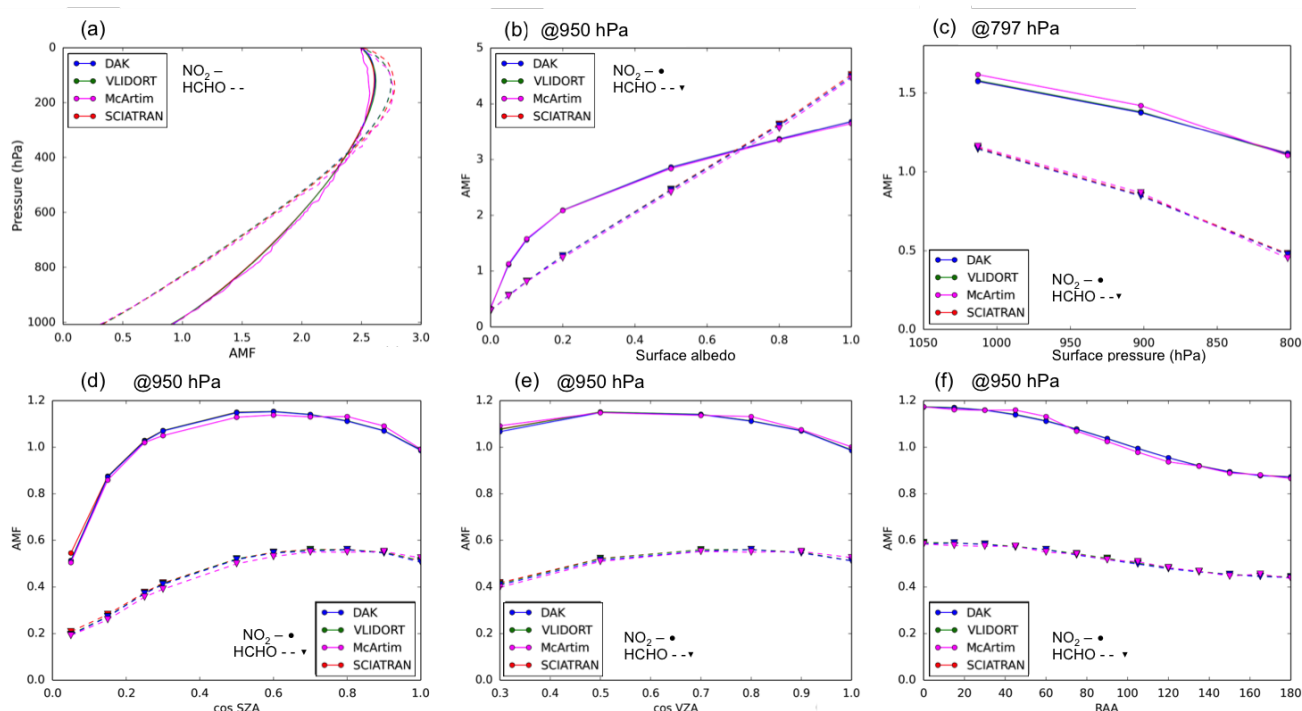 (a)
0
200
400
600
800
1000
Pressure (hPa)
0.0 0.5 1.0 1.5 2.0 2.5 3.0
AMF
DAK
VLIDORT
McArtim
SCIATRAN
NO2 – ●
HCHO - -
(b) @950 hPa
5
4
3
2
1
0
AMF
0.0 0.2 0.4 0.6 0.8 1.0
Surface albedo
DAK
VLIDORT
McArtim
SCIATRAN
NO2 – ●
HCHO - - ▾
(c) @797 hPa
1.5
1.0
0.5
0.0
AMF
1050 1000 950 900 850 800
Surface pressure (hPa)
DAK
VLIDORT
McArtim
SCIATRAN
NO2 – ●
HCHO - - ▾
(d) @950 hPa
1.2
1.0
0.8
0.6
0.4
0.2
0.0
AMF
0.0 0.2 0.4 0.6 0.8 1.0
cos SZA
NO2 – ●
HCHO - - ▾
DAK
VLIDORT
McArtim
SCIATRAN
(e) @950 hPa
1.2
1.0
0.8
0.6
0.4
0.2
0.0
AMF
0.3 0.4 0.5 0.6 0.7 0.8 0.9 1.0
cos VZA
DAK
VLIDORT
McArtim
SCIATRAN
NO2 – ●
HCHO - - ▾
(f) @950 hPa
1.2
1.0
0.8
0.6
0.4
0.2
0.0
AMF
0 20 40 60 80 100 120 140 160 180
RAA
DAK
VLIDORT
McArtim
SCIATRAN
NO2 – ●
HCHO - - ▾